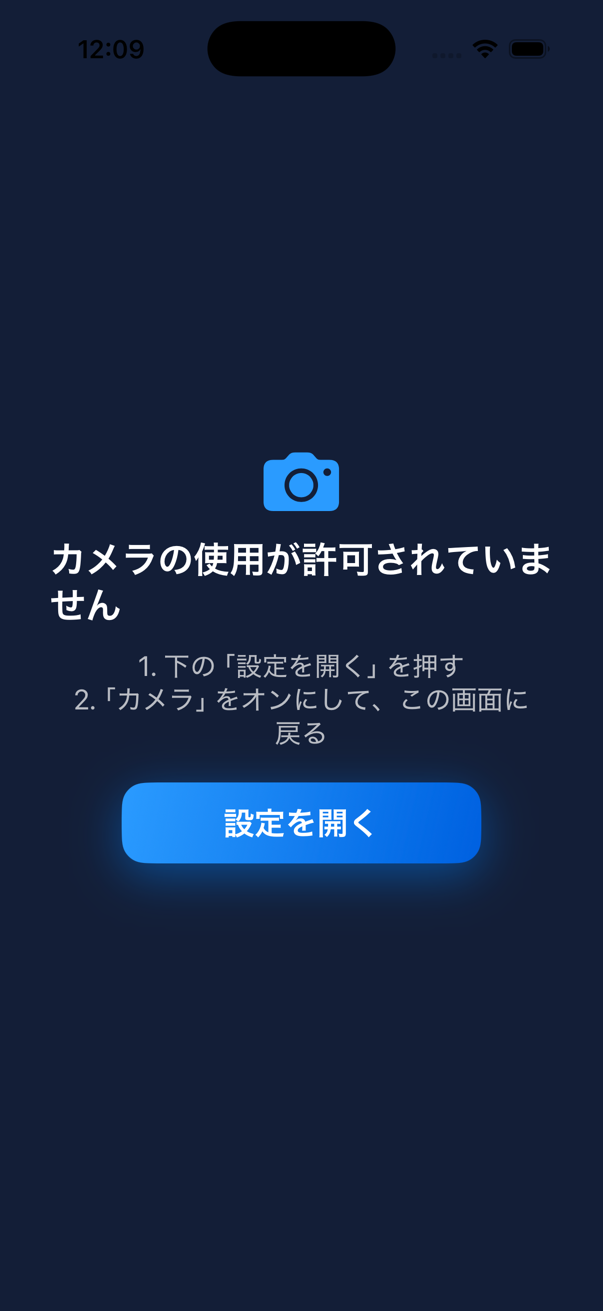 12:09
カメラの使用が許可されていま
せん
1. 下の「設定を開く」を押す
2.「カメラ」をオンにして、この画面に
戻る
設定を開く